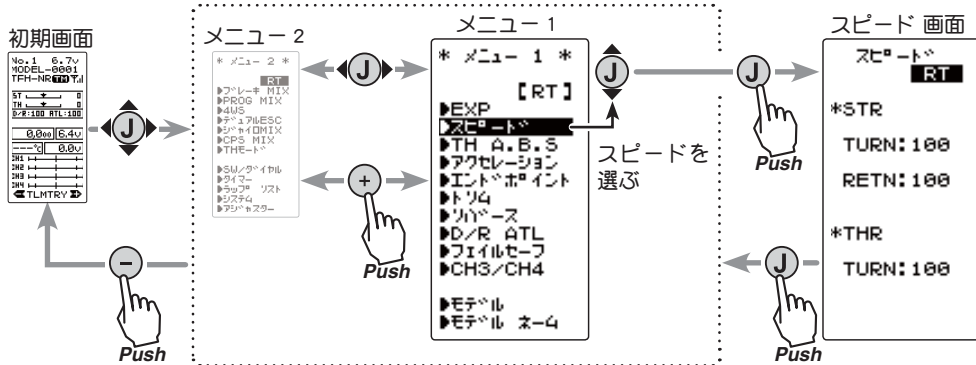 初期画面
No.1 6.7v
MODEL-0001
TFH-NR TH
ST 0
TH 0
D/R:100 ATL:100
0.0 6.4v
---℃ 0.0v
CH1
CH2
CH3
CH4
TLMTRY
J
−
Push
メニュー 2
* メニュー 2 *
RT
▶ブレーキ MIX
▶PROG MIX
▶4WS
▶デュアルESC
▶ジャイロMIX
▶CPS MIX
▶THモード
▶SW/ダイヤル
▶タイマー
▶ラップ リスト
▶システム
▶アジャスター
J
+
Push
メニュー 1
* メニュー 1 *
[RT]
▶EXP
▶スピード
▶TH A.B.S
▶アクセレーション
▶エンドポイント
▶トリム
▶リバース
▶D/R ATL
▶フェイルセーフ
▶CH3/CH4
▶モデル
▶モデル ネーム
J
スピードを
選ぶ
J
Push
J
Push
スピード 画面
スピード
RT
*STR
TURN:100
RETN:100
*THR
TURN:100